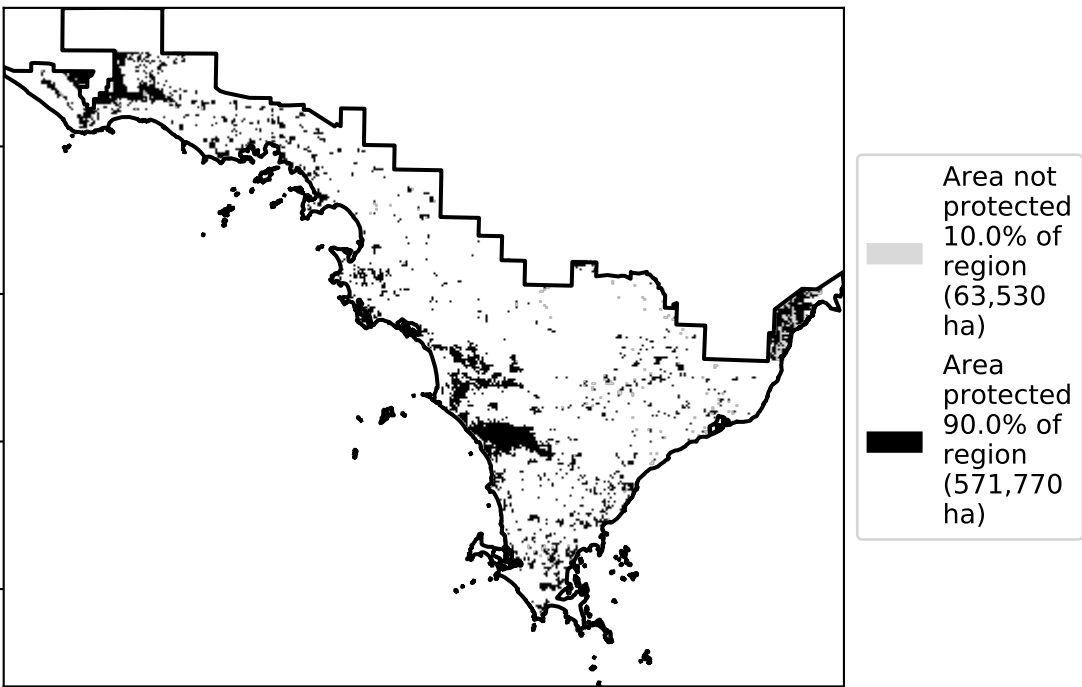 Area not
protected
10.0% of
region
(63,530
ha)
Area
protected
90.0% of
region
(571,770
ha)